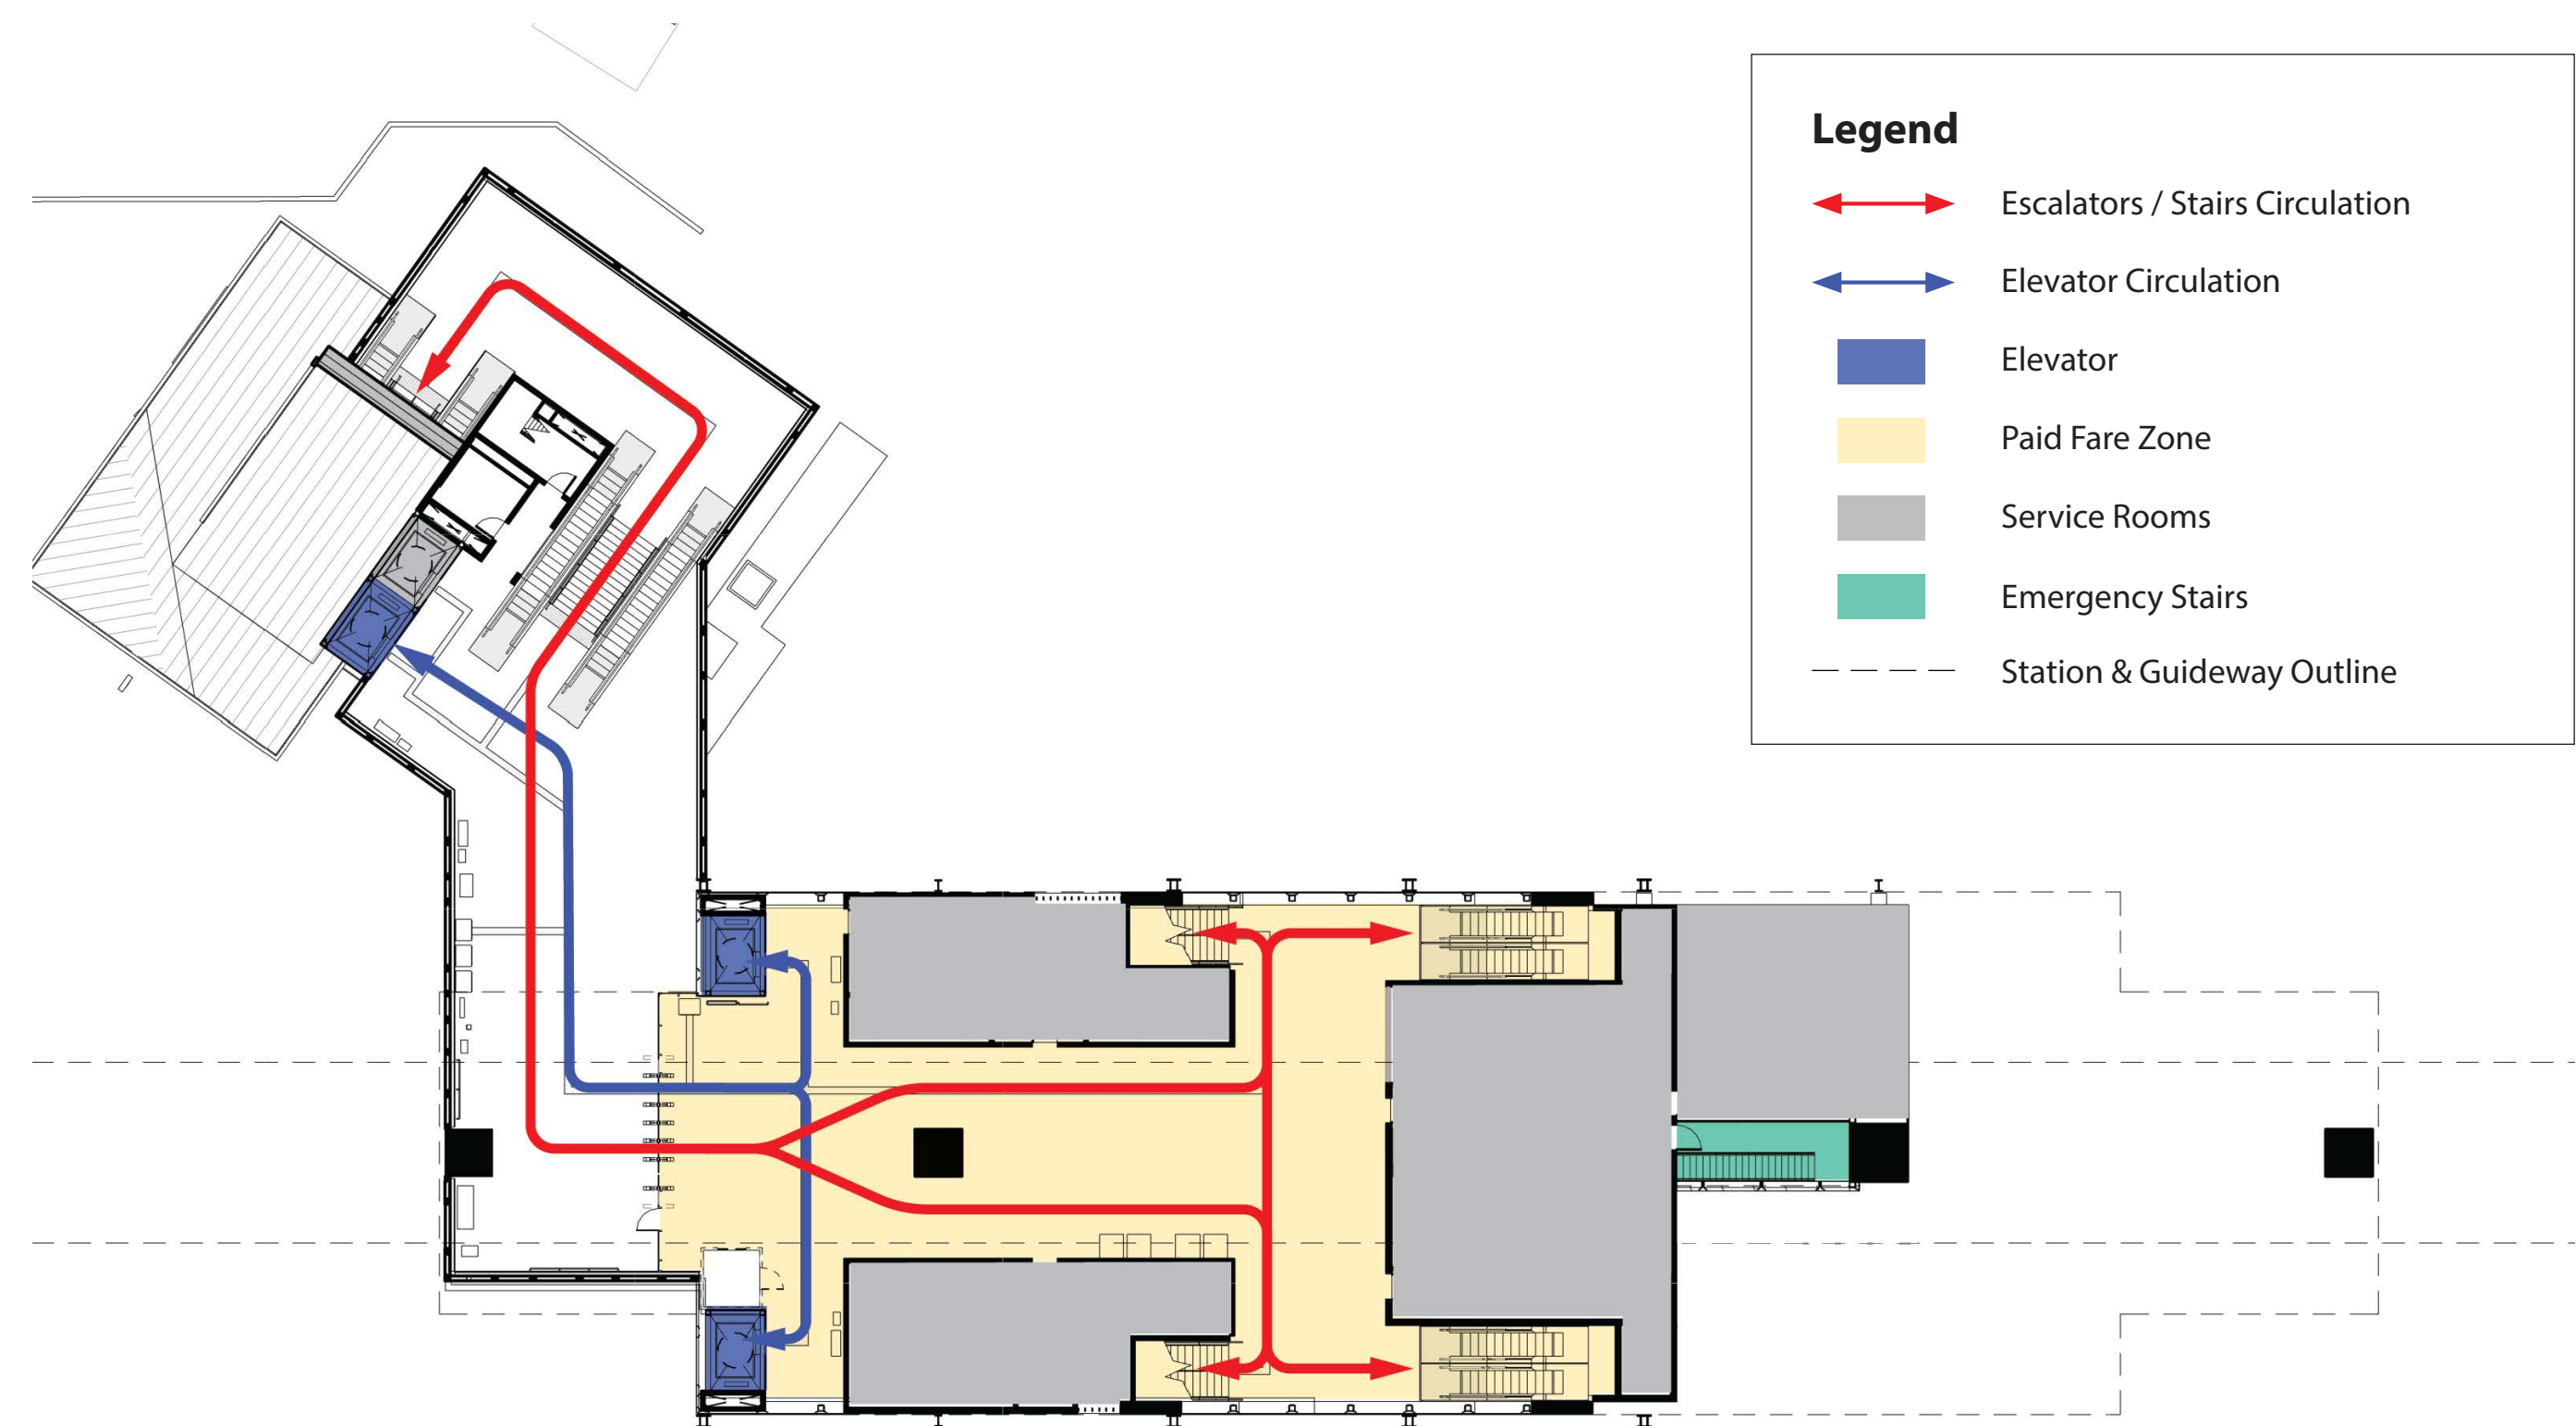 Legend
Escalators / Stairs Circulation
Elevator Circulation
Elevator
Paid Fare Zone
Service Rooms
Emergency Stairs
Station & Guideway Outline